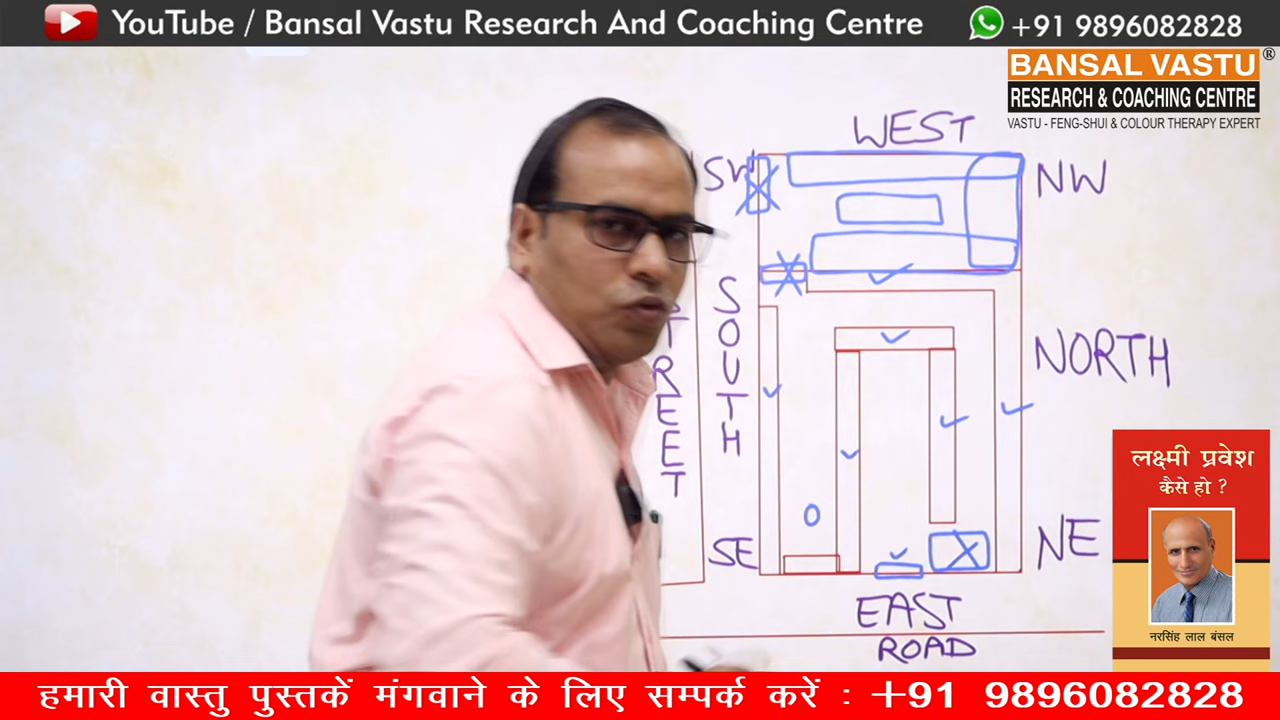 YouTube / Bansal Vastu Research And Coaching Centre
+91 9896082828
BANSAL VASTU®
RESEARCH & COACHING CENTRE
VASTU - FENG-SHUI & COLOUR THERAPY EXPERT
WEST
SW
NW
SOUTH
TREET
NORTH
SE
NE
EAST
ROAD
लक्ष्मी प्रवेश
कैसे हो ?
नरसिंह लाल बंसल
हमारी वास्तु पुस्तकें मंगवाने के लिए सम्पर्क करें : +91 9896082828